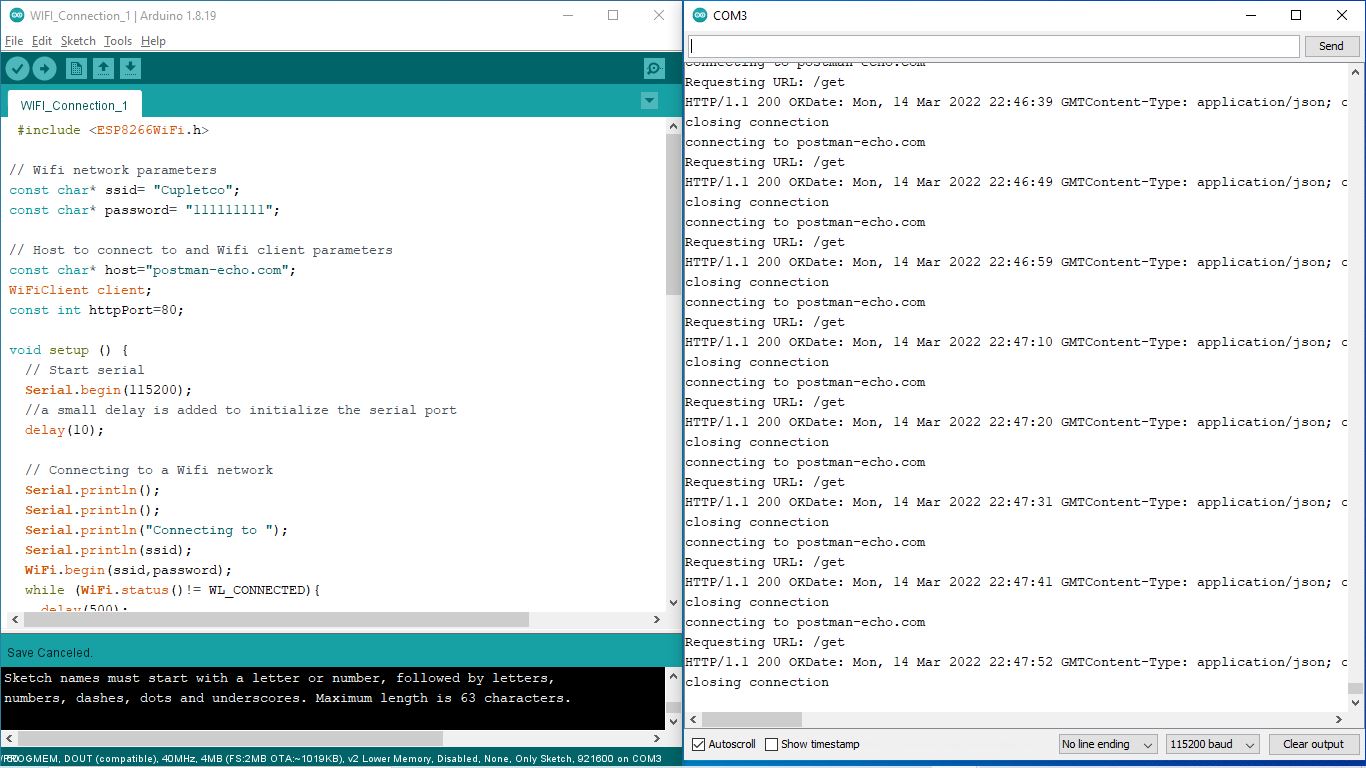 WIFI_Connection_1 | Arduino 1.8.19
File Edit Sketch Tools Help
WIFI_Connection_1
#include <ESP8266WiFi.h>
// Wifi network parameters
const char* ssid= "Cupletco";
const char* password= "111111111";
// Host to connect to and Wifi client parameters
const char* host="postman-echo.com";
WiFiClient client;
const int httpPort=80;
void setup () {
// Start serial
Serial.begin(115200);
//a small delay is added to initialize the serial port
delay(10);
// Connecting to a Wifi network
Serial.println();
Serial.println();
Serial.println("Connecting to ");
Serial.println(ssid);
WiFi.begin(ssid,password);
while (WiFi.status()!= WL_CONNECTED){
delay(500);
Save Canceled.
Sketch names must start with a letter or number, followed by letters,
numbers, dashes, dots and underscores. Maximum length is 63 characters.
DOUT (compatible), 40MHz, 4MB (FS:2MB OTA:~1019KB), v2 Lower Memory, Disabled, None, Only Sketch, 921600 on COM3
COM3
Send
connecting to postman-echo.com
Requesting URL: /get
HTTP/1.1 200 OKDate: Mon, 14 Mar 2022 22:46:39 GMTContent-Type: application/json; c
closing connection
connecting to postman-echo.com
Requesting URL: /get
HTTP/1.1 200 OKDate: Mon, 14 Mar 2022 22:46:49 GMTContent-Type: application/json; c
closing connection
connecting to postman-echo.com
Requesting URL: /get
HTTP/1.1 200 OKDate: Mon, 14 Mar 2022 22:46:59 GMTContent-Type: application/json; c
closing connection
connecting to postman-echo.com
Requesting URL: /get
HTTP/1.1 200 OKDate: Mon, 14 Mar 2022 22:47:10 GMTContent-Type: application/json; c
closing connection
connecting to postman-echo.com
Requesting URL: /get
HTTP/1.1 200 OKDate: Mon, 14 Mar 2022 22:47:20 GMTContent-Type: application/json; c
closing connection
connecting to postman-echo.com
Requesting URL: /get
HTTP/1.1 200 OKDate: Mon, 14 Mar 2022 22:47:31 GMTContent-Type: application/json; c
closing connection
connecting to postman-echo.com
Requesting URL: /get
HTTP/1.1 200 OKDate: Mon, 14 Mar 2022 22:47:41 GMTContent-Type: application/json; c
closing connection
connecting to postman-echo.com
Requesting URL: /get
HTTP/1.1 200 OKDate: Mon, 14 Mar 2022 22:47:52 GMTContent-Type: application/json; c
closing connection
Autoscroll Show timestamp No line ending 115200 baud Clear output